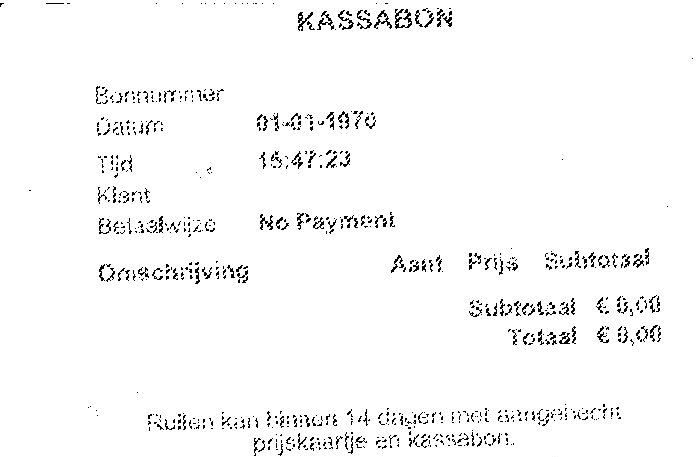 KASSABON
Bonnummer
Datum 01-01-1970
Tijd 15:47:23
Klant
Betaalwijze No Payment
Omschrijving Aant Prijs Subtotaal
Subtotaal € 0,00
Totaal € 0,00
Ruilen kan binnen 14 dagen met aangehecht
prijskaartje en kassabon.